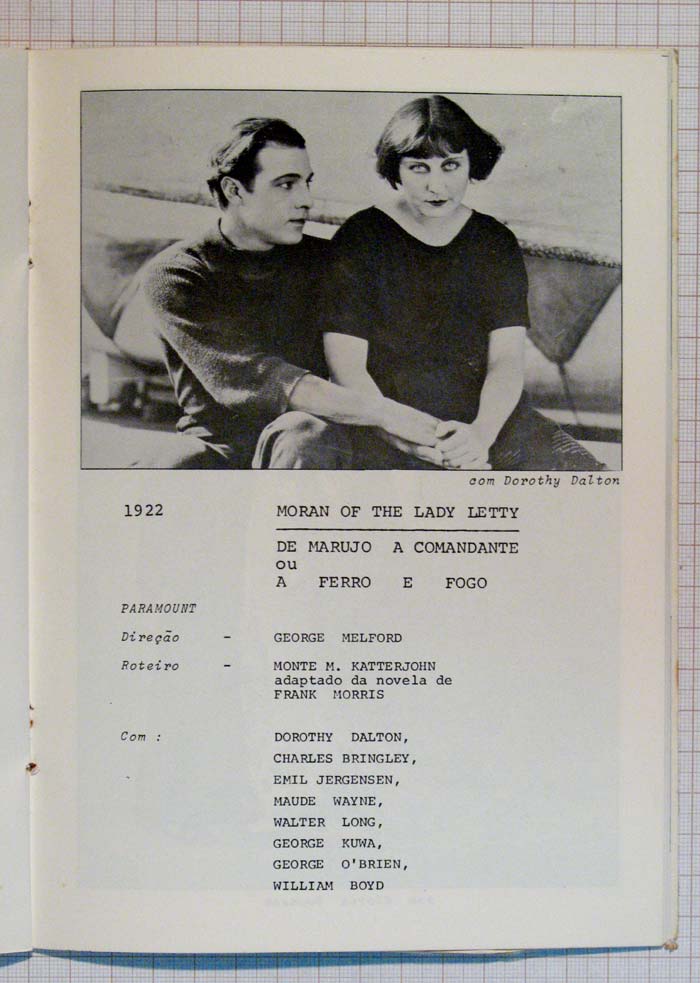 com Dorothy Dalton
1922 MORAN OF THE LADY LETTY
DE MARUJO A COMANDANTE
ou
A FERRO E FOGO
PARAMOUNT
Direção - GEORGE MELFORD
Roteiro - MONTE M. KATTERJOHN
adaptado da novela de
FRANK MORRIS
Com : DOROTHY DALTON,
CHARLES BRINGLEY,
EMIL JERGENSEN,
MAUDE WAYNE,
WALTER LONG,
GEORGE KUWA,
GEORGE O'BRIEN,
WILLIAM BOYD